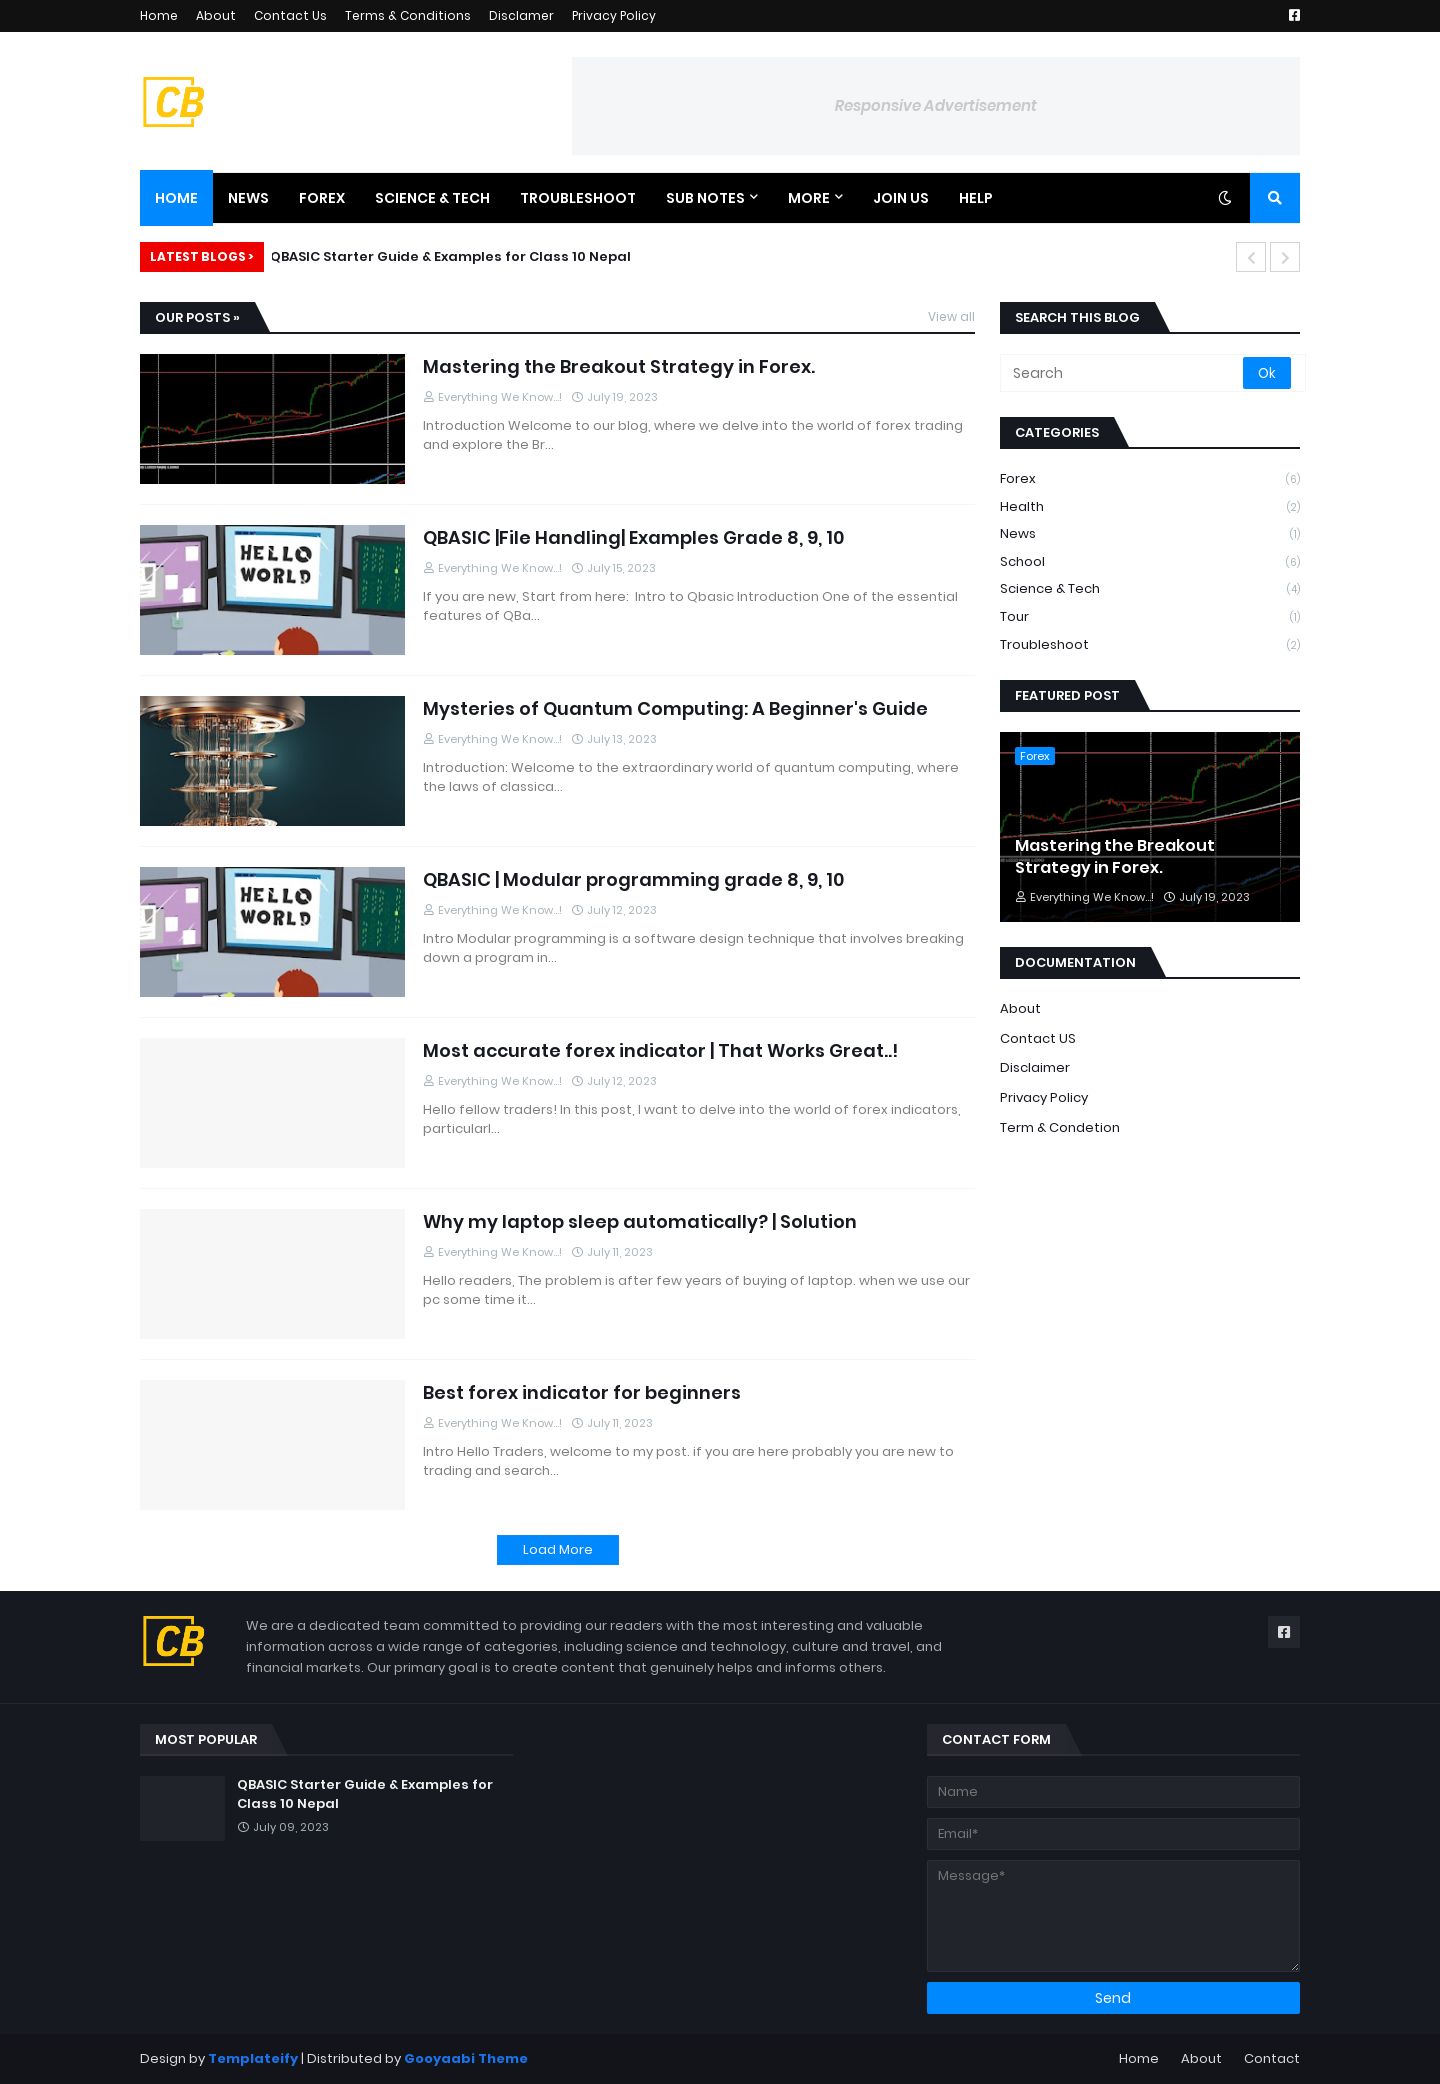 Home About Contact Us Terms & Conditions Disclamer Privacy Policy
CB
Responsive Advertisement
HOME NEWS FOREX SCIENCE & TECH TROUBLESHOOT SUB NOTES MORE JOIN US HELP
LATEST BLOGS > QBASIC Starter Guide & Examples for Class 10 Nepal
OUR POSTS »
View all
Mastering the Breakout Strategy in Forex.
Everything We Know...! July 19, 2023
Introduction Welcome to our blog, where we delve into the world of forex trading
and explore the Br...
HELLO
WORLD
QBASIC |File Handling| Examples Grade 8, 9, 10
Everything We Know...! July 15, 2023
If you are new, Start from here: Intro to Qbasic Introduction One of the essential
features of QBa...
Mysteries of Quantum Computing: A Beginner's Guide
Everything We Know...! July 13, 2023
Introduction: Welcome to the extraordinary world of quantum computing, where
the laws of classica...
HELLO
WORLD
QBASIC | Modular programming grade 8, 9, 10
Everything We Know...! July 12, 2023
Intro Modular programming is a software design technique that involves breaking
down a program in...
Most accurate forex indicator | That Works Great..!
Everything We Know...! July 12, 2023
Hello fellow traders! In this post, I want to delve into the world of forex indicators,
particularl...
Why my laptop sleep automatically? | Solution
Everything We Know...! July 11, 2023
Hello readers, The problem is after few years of buying of laptop. when we use our
pc some time it...
Best forex indicator for beginners
Everything We Know...! July 11, 2023
Intro Hello Traders, welcome to my post. if you are here probably you are new to
trading and search...
Load More
SEARCH THIS BLOG
Search Ok
CATEGORIES
Forex (6)
Health (2)
News (1)
School (6)
Science & Tech (4)
Tour (1)
Troubleshoot (2)
FEATURED POST
Forex
Mastering the Breakout
Strategy in Forex.
Everything We Know...! July 19, 2023
DOCUMENTATION
About
Contact US
Disclaimer
Privacy Policy
Term & Condetion
CB
We are a dedicated team committed to providing our readers with the most interesting and valuable
information across a wide range of categories, including science and technology, culture and travel, and
financial markets. Our primary goal is to create content that genuinely helps and informs others.
MOST POPULAR
QBASIC Starter Guide & Examples for
Class 10 Nepal
July 09, 2023
CONTACT FORM
Name
Email*
Message*
Send
Design by Templateify | Distributed by Gooyaabi Theme
Home About Contact